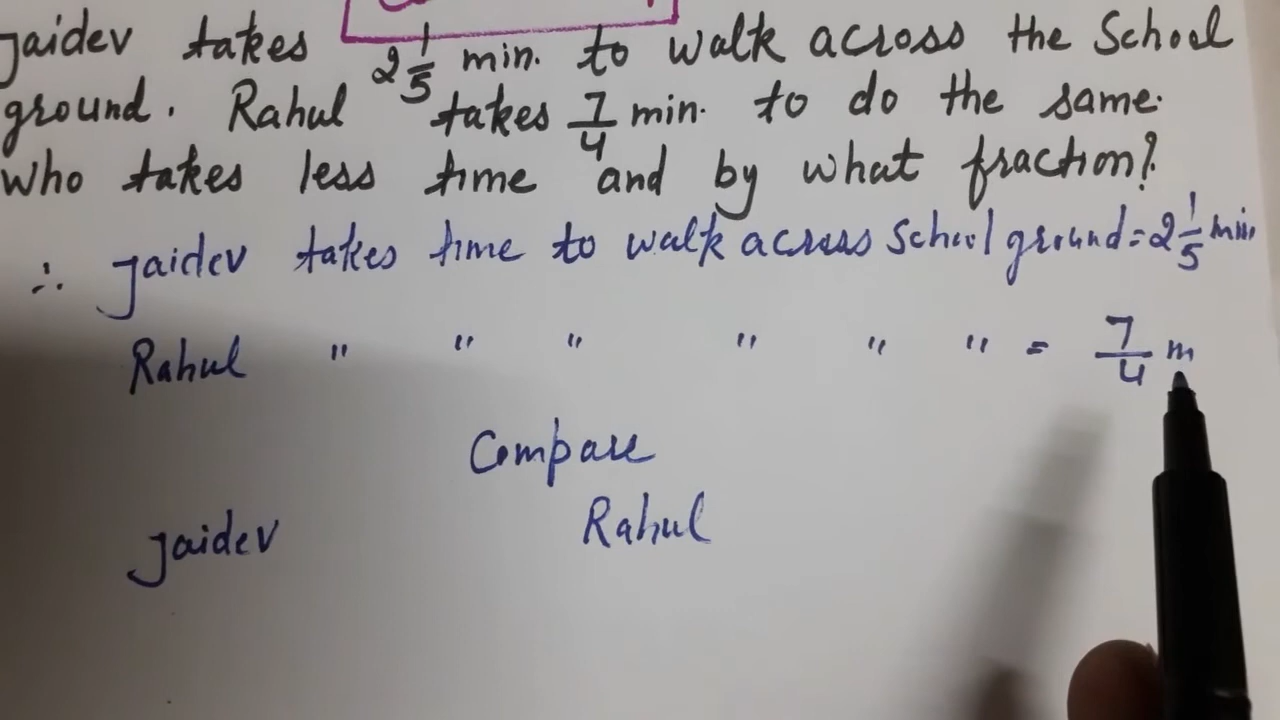 Jaidev takes 2 1/5 min. to walk across the School
ground. Rahul takes 7/4 min. to do the same.
Who takes less time and by what fraction?
∴ Jaidev takes time to walk across School ground = 2 1/5 min
Rahul " " " " " " = 7/4 m
Compare
Jaidev Rahul